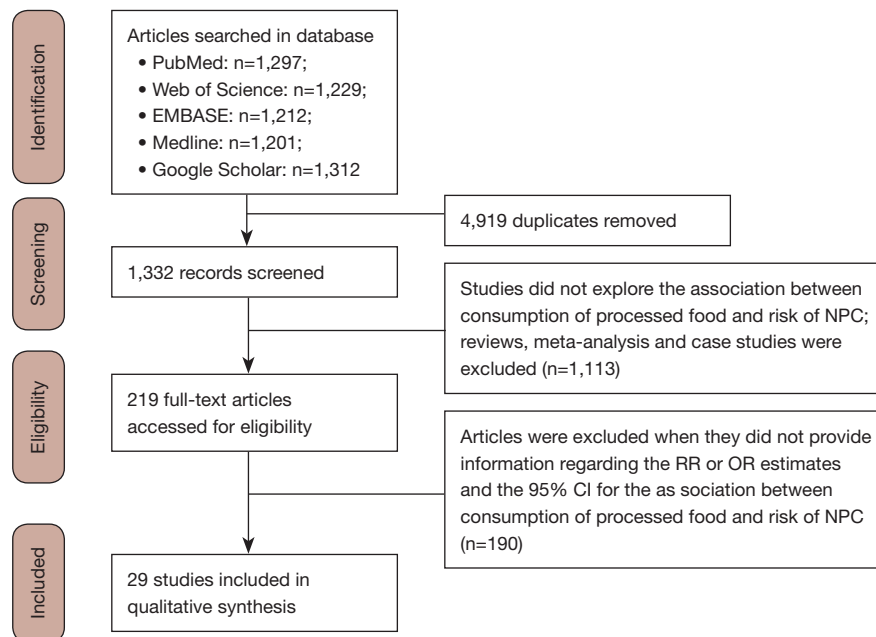 Identification
Articles searched in database
• PubMed: n=1,297;
• Web of Science: n=1,229;
• EMBASE: n=1,212;
• Medline: n=1,201;
• Google Scholar: n=1,312
4,919 duplicates removed
Screening
1,332 records screened
Studies did not explore the association between
consumption of processed food and risk of NPC;
reviews, meta-analysis and case studies were
excluded (n=1,113)
Eligibility
219 full-text articles
accessed for eligibility
Articles were excluded when they did not provide
information regarding the RR or OR estimates
and the 95% CI for the as sociation between
consumption of processed food and risk of NPC
(n=190)
Included
29 studies included in
qualitative synthesis